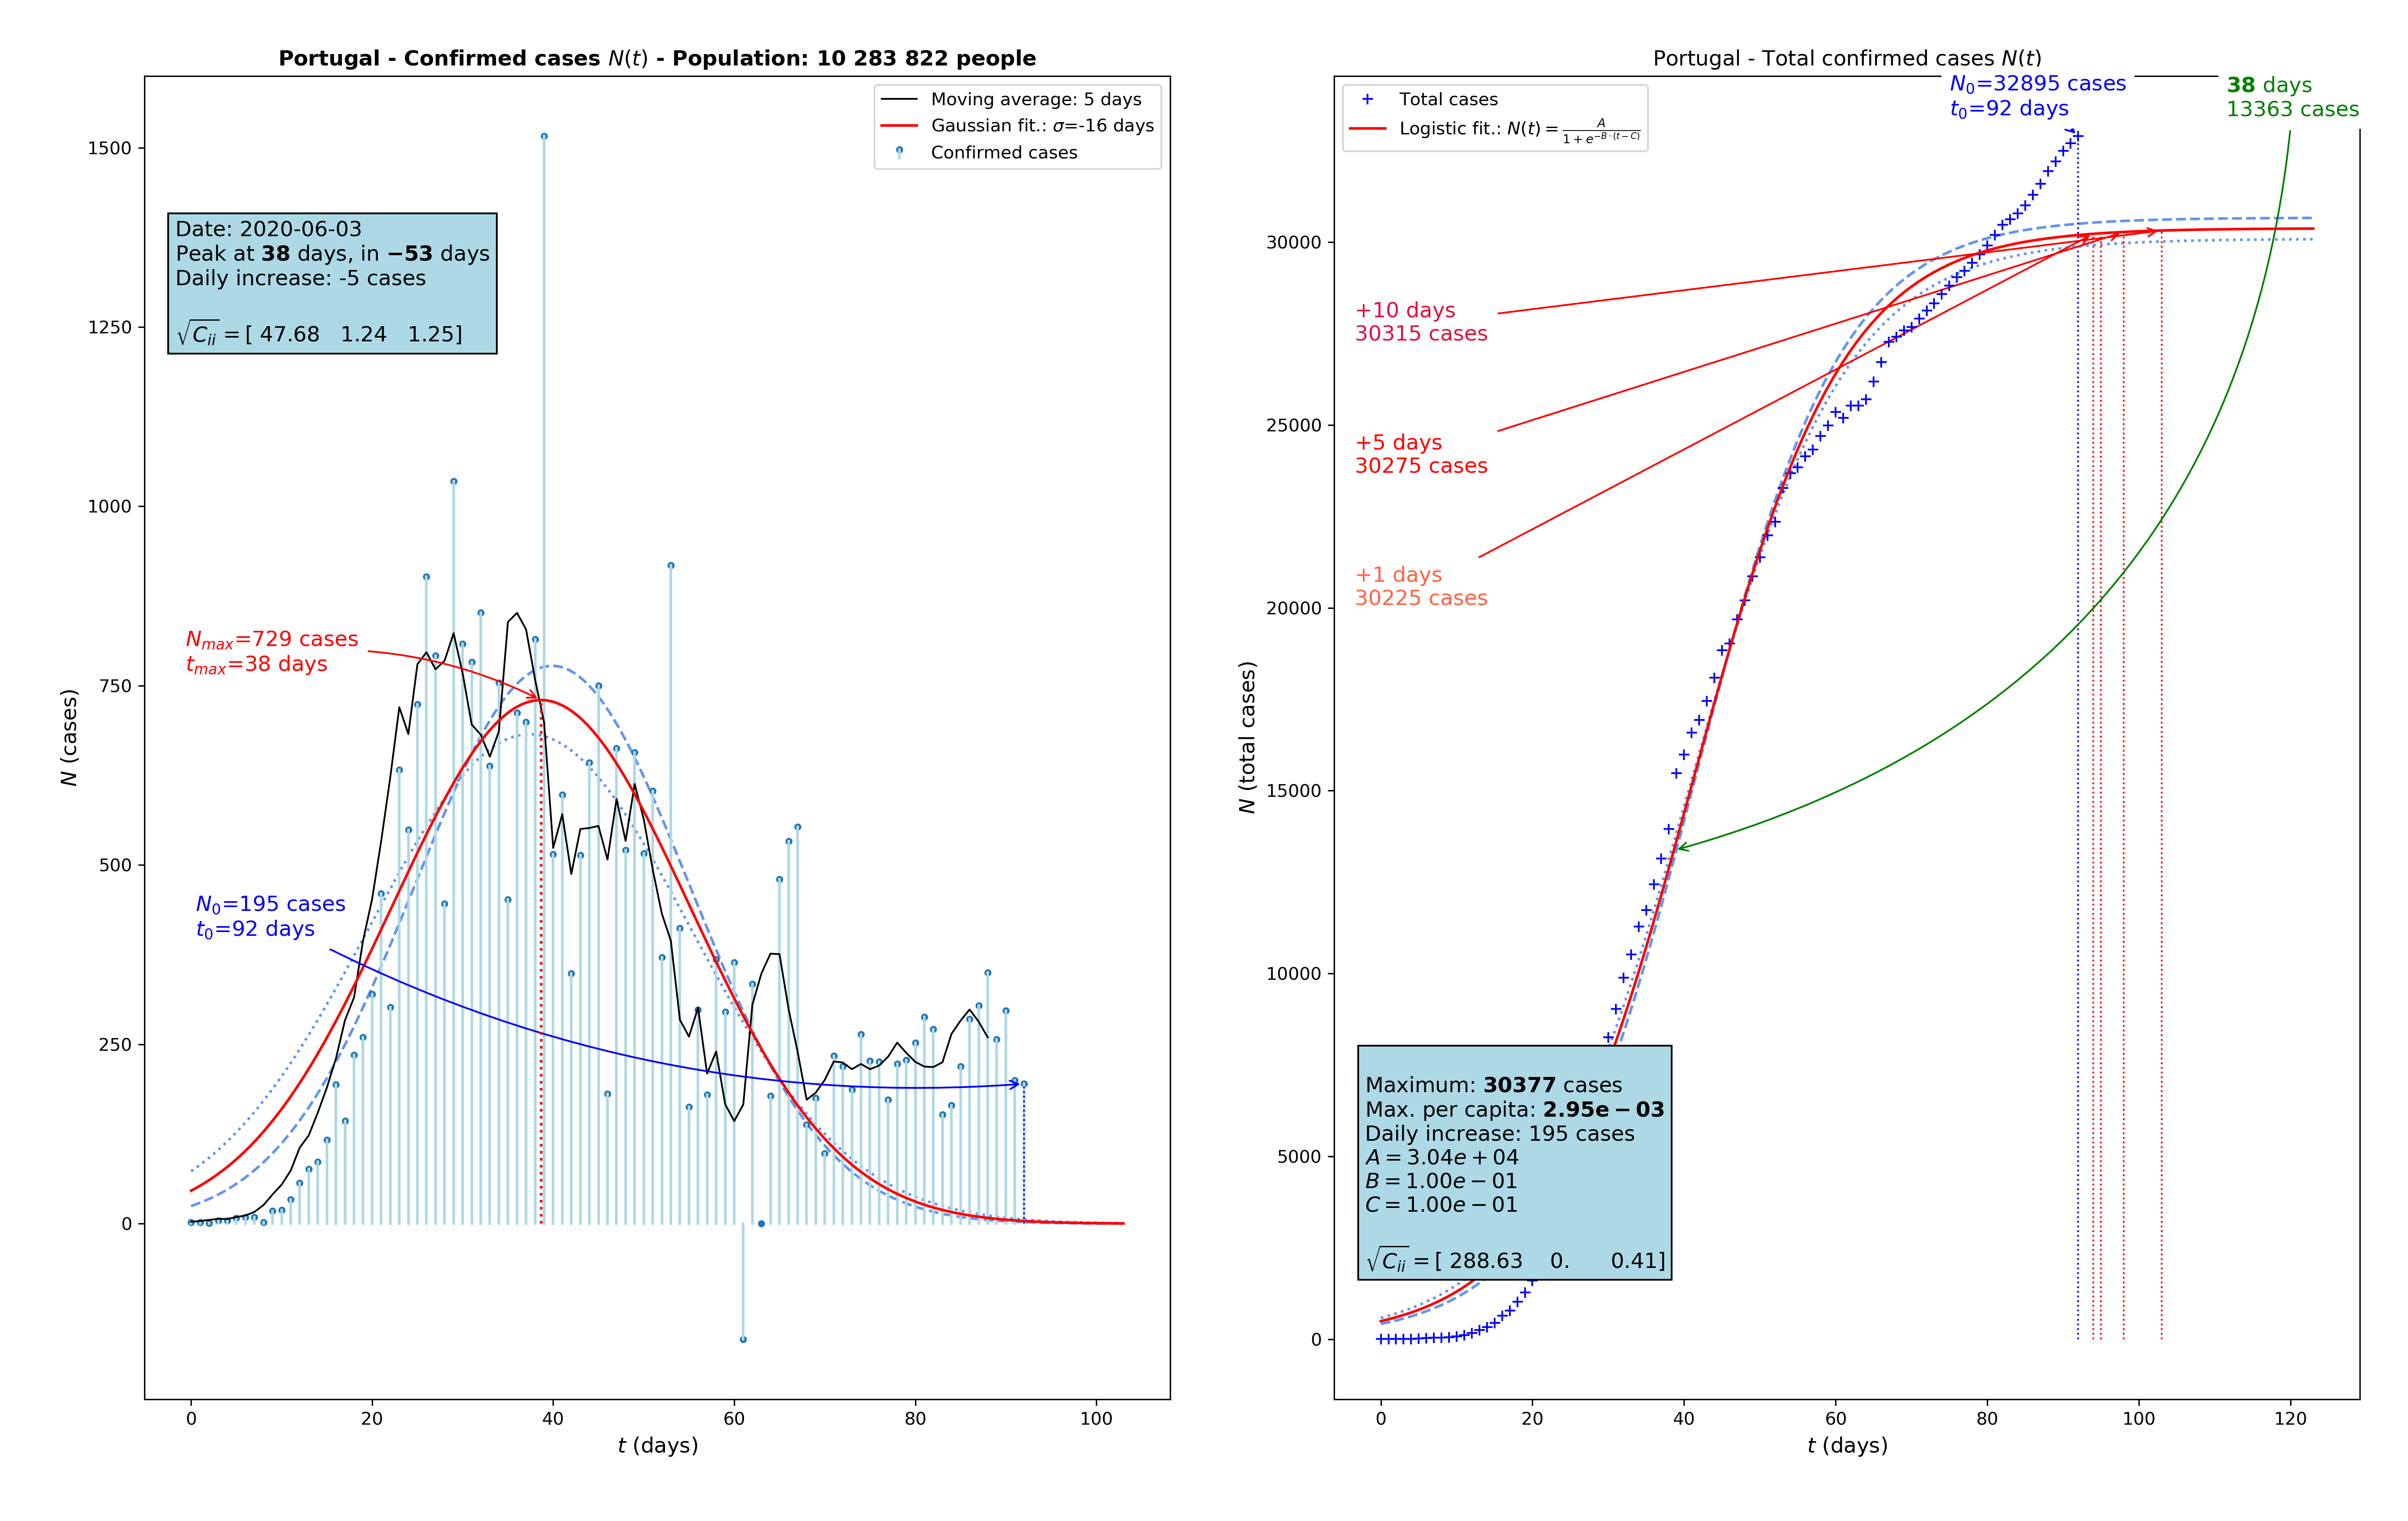 Portugal - Confirmed cases N(t) - Population: 10 283 822 people
Moving average: 5 days
Gaussian fit.: σ=-16 days
Confirmed cases
Date: 2020-06-03
Peak at 38 days, in −53 days
Daily increase: -5 cases
√C_ii = [ 47.68 1.24 1.25]
N_max=729 cases
t_max=38 days
N_0=195 cases
t_0=92 days
1500
1250
1000
750
500
250
0
N (cases)
0 20 40 60 80 100
t (days)
Portugal - Total confirmed cases N(t)
Total cases
Logistic fit.: N(t) = A / (1 + e^{−B·(t−C)})
N_0=32895 cases
t_0=92 days
38 days
13363 cases
+10 days
30315 cases
+5 days
30275 cases
+1 days
30225 cases
Maximum: 30377 cases
Max. per capita: 2.95e − 03
Daily increase: 195 cases
A = 3.04e + 04
B = 1.00e − 01
C = 1.00e − 01
√C_ii = [ 288.63 0. 0.41]
30000
25000
20000
15000
10000
5000
0
N (total cases)
0 20 40 60 80 100 120
t (days)